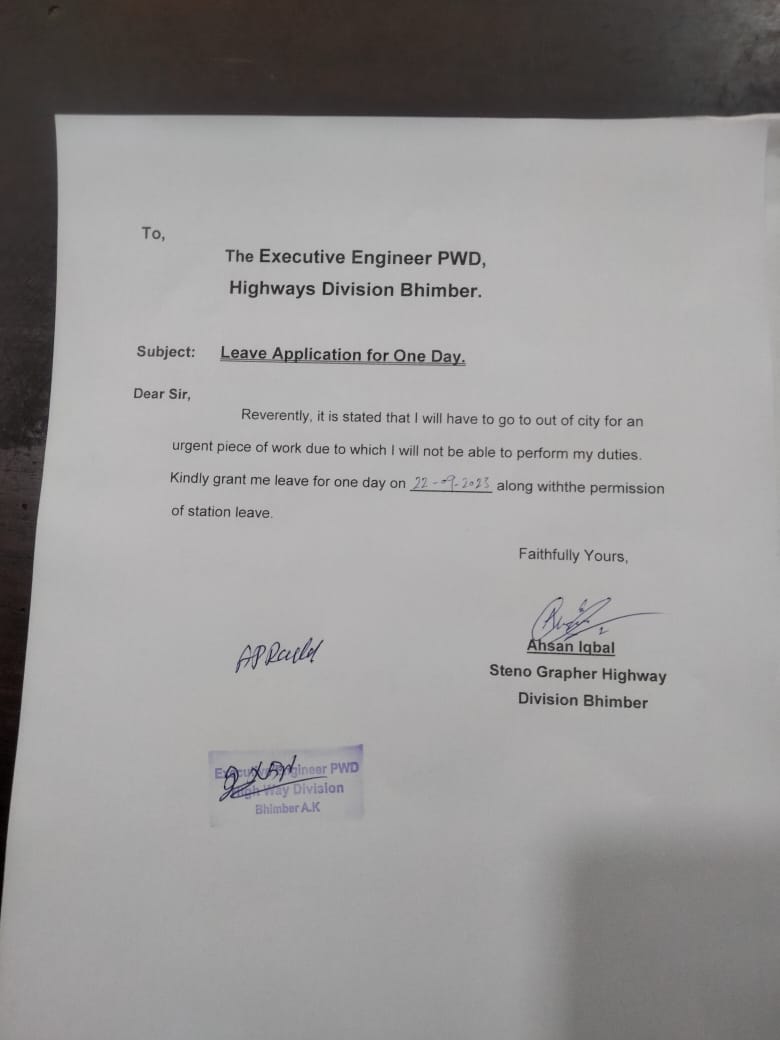 To,
The Executive Engineer PWD,
Highways Division Bhimber.
Subject: Leave Application for One Day.
Dear Sir,
Reverently, it is stated that I will have to go to out of city for an
urgent piece of work due to which I will not be able to perform my duties.
Kindly grant me leave for one day on 22-09-2023 along withthe permission
of station leave.
Faithfully Yours,
Ahsan Iqbal
Steno Grapher Highway
Division Bhimber
Executive Engineer PWD
High Way Division
Bhimber A.K